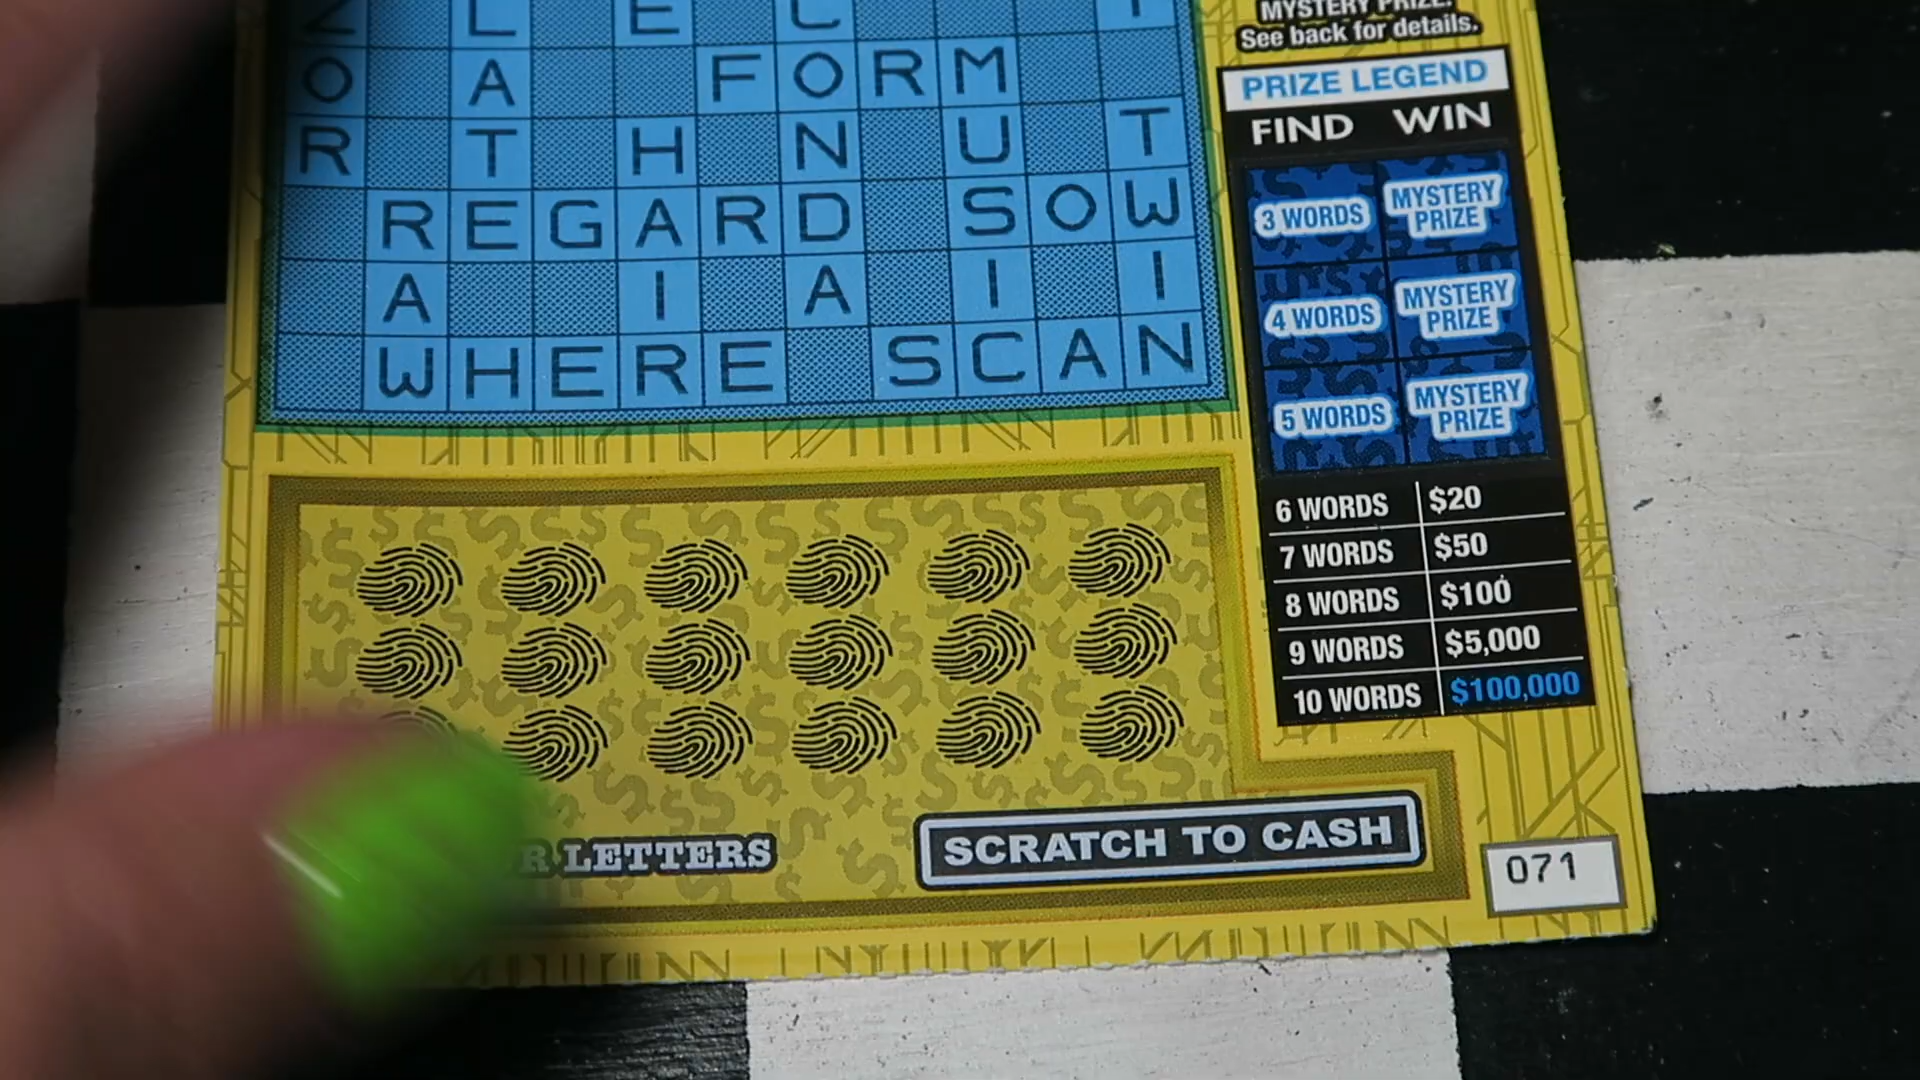 Z L E C T
O A F O R M
R T H N U T
R E G A R D S O W
A I A I I
W H E R E S C A N
MYSTERY PRIZE.
See back for details.
PRIZE LEGEND
FIND WIN
3 WORDS MYSTERY PRIZE
4 WORDS MYSTERY PRIZE
5 WORDS MYSTERY PRIZE
6 WORDS $20
7 WORDS $50
8 WORDS $100
9 WORDS $5,000
10 WORDS $100,000
LETTERS
SCRATCH TO CASH
071